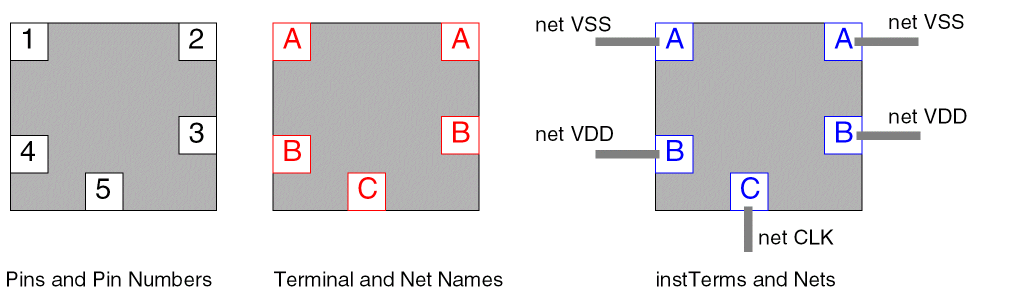 1 2
3
4
5
Pins and Pin Numbers
A A
B
B
C
Terminal and Net Names
net VSS
A A
net VSS
net VDD
B
B
net VDD
C
net CLK
instTerms and Nets